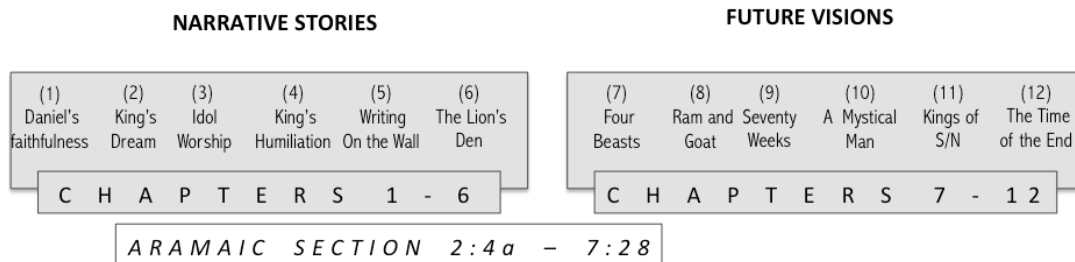 NARRATIVE STORIES
FUTURE VISIONS
(1) (2) (3) (4) (5) (6)
Daniel's King's Idol King's Writing The Lion's
faithfulness Dream Worship Humiliation On the Wall Den
CHAPTERS 1-6
(7) (8) (9) (10) (11) (12)
Four Ram and Seventy A Mystical Kings of The Time
Beasts Goat Weeks Man S/N of the End
CHAPTERS 7-12
ARAMAIC SECTION 2:4a – 7:28